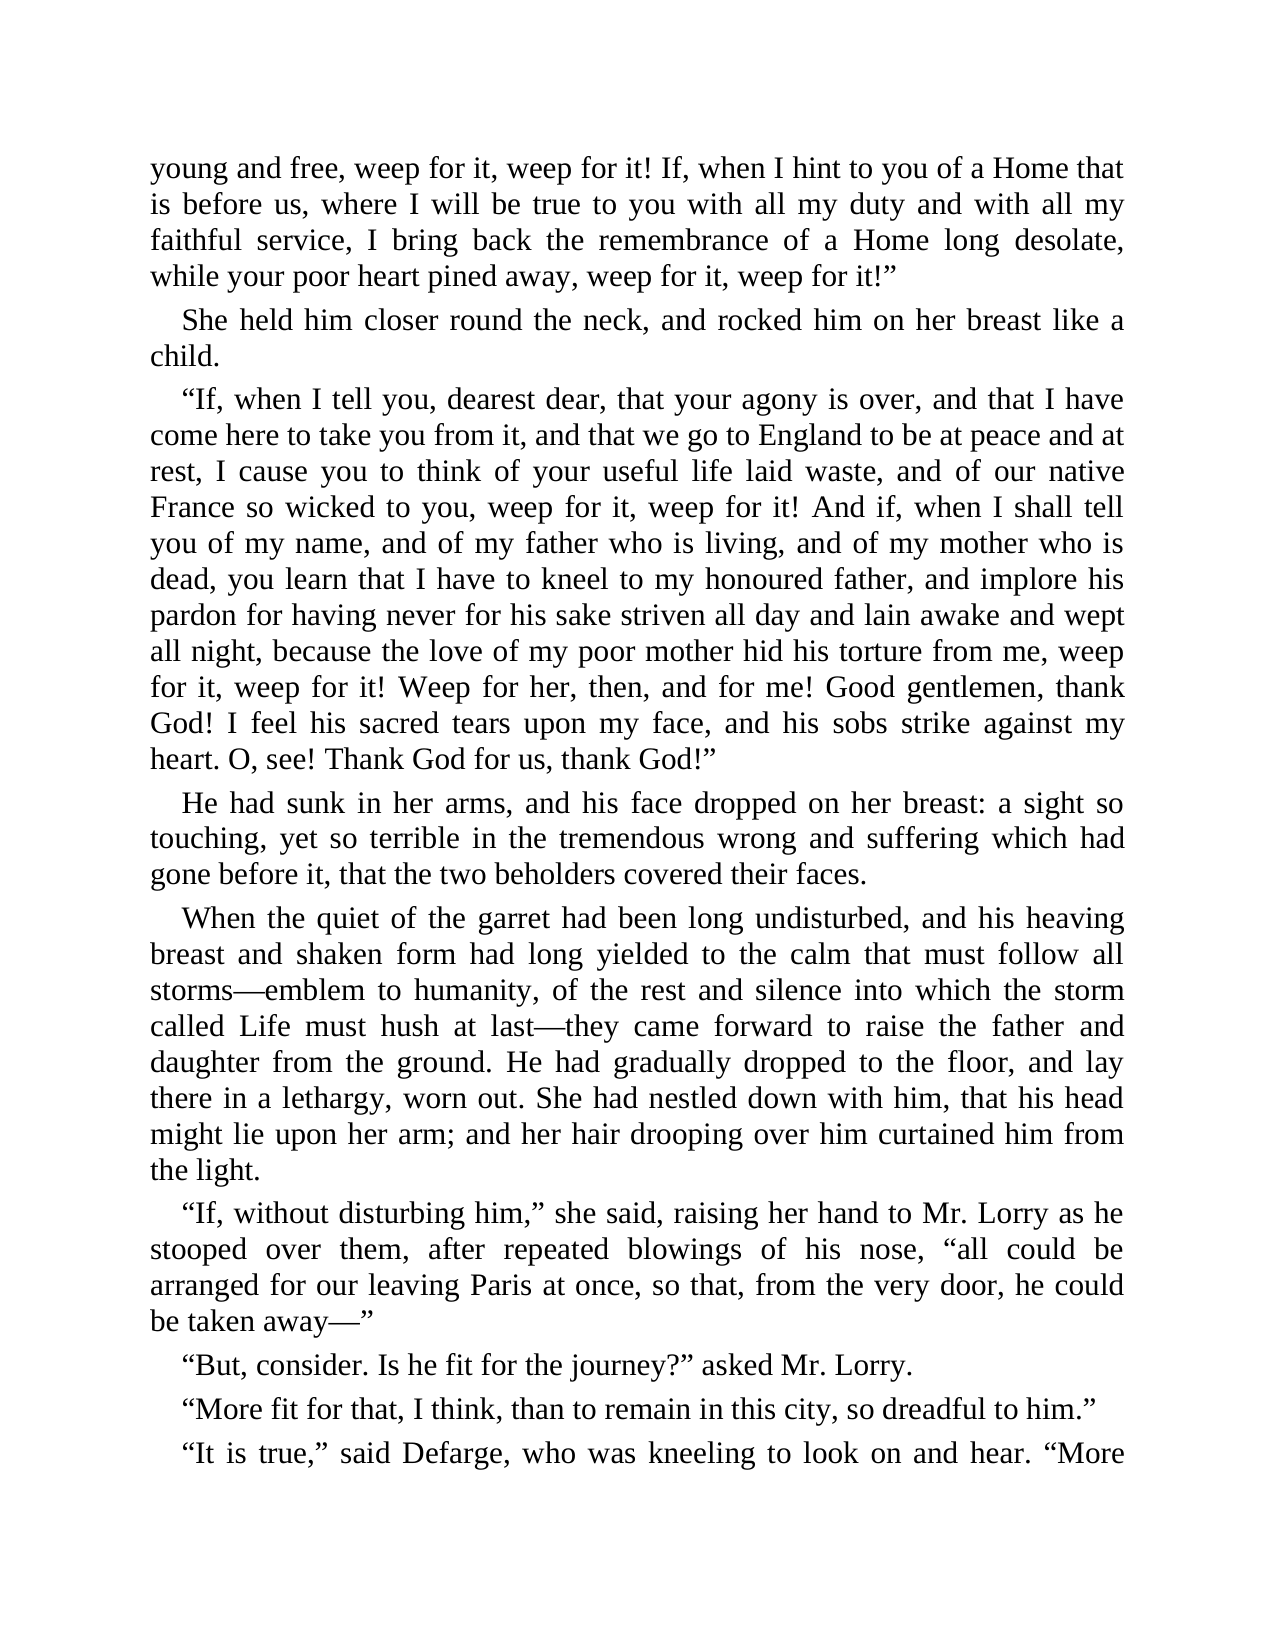 young and free, weep for it, weep for it! If, when I hint to you of a Home that
is before us, where I will be true to you with all my duty and with all my
faithful service, I bring back the remembrance of a Home long desolate,
while your poor heart pined away, weep for it, weep for it!”
She held him closer round the neck, and rocked him on her breast like a
child.
“If, when I tell you, dearest dear, that your agony is over, and that I have
come here to take you from it, and that we go to England to be at peace and at
rest, I cause you to think of your useful life laid waste, and of our native
France so wicked to you, weep for it, weep for it! And if, when I shall tell
you of my name, and of my father who is living, and of my mother who is
dead, you learn that I have to kneel to my honoured father, and implore his
pardon for having never for his sake striven all day and lain awake and wept
all night, because the love of my poor mother hid his torture from me, weep
for it, weep for it! Weep for her, then, and for me! Good gentlemen, thank
God! I feel his sacred tears upon my face, and his sobs strike against my
heart. O, see! Thank God for us, thank God!”
He had sunk in her arms, and his face dropped on her breast: a sight so
touching, yet so terrible in the tremendous wrong and suffering which had
gone before it, that the two beholders covered their faces.
When the quiet of the garret had been long undisturbed, and his heaving
breast and shaken form had long yielded to the calm that must follow all
storms—emblem to humanity, of the rest and silence into which the storm
called Life must hush at last—they came forward to raise the father and
daughter from the ground. He had gradually dropped to the floor, and lay
there in a lethargy, worn out. She had nestled down with him, that his head
might lie upon her arm; and her hair drooping over him curtained him from
the light.
“If, without disturbing him,” she said, raising her hand to Mr. Lorry as he
stooped over them, after repeated blowings of his nose, “all could be
arranged for our leaving Paris at once, so that, from the very door, he could
be taken away—”
“But, consider. Is he fit for the journey?” asked Mr. Lorry.
“More fit for that, I think, than to remain in this city, so dreadful to him.”
“It is true,” said Defarge, who was kneeling to look on and hear. “More